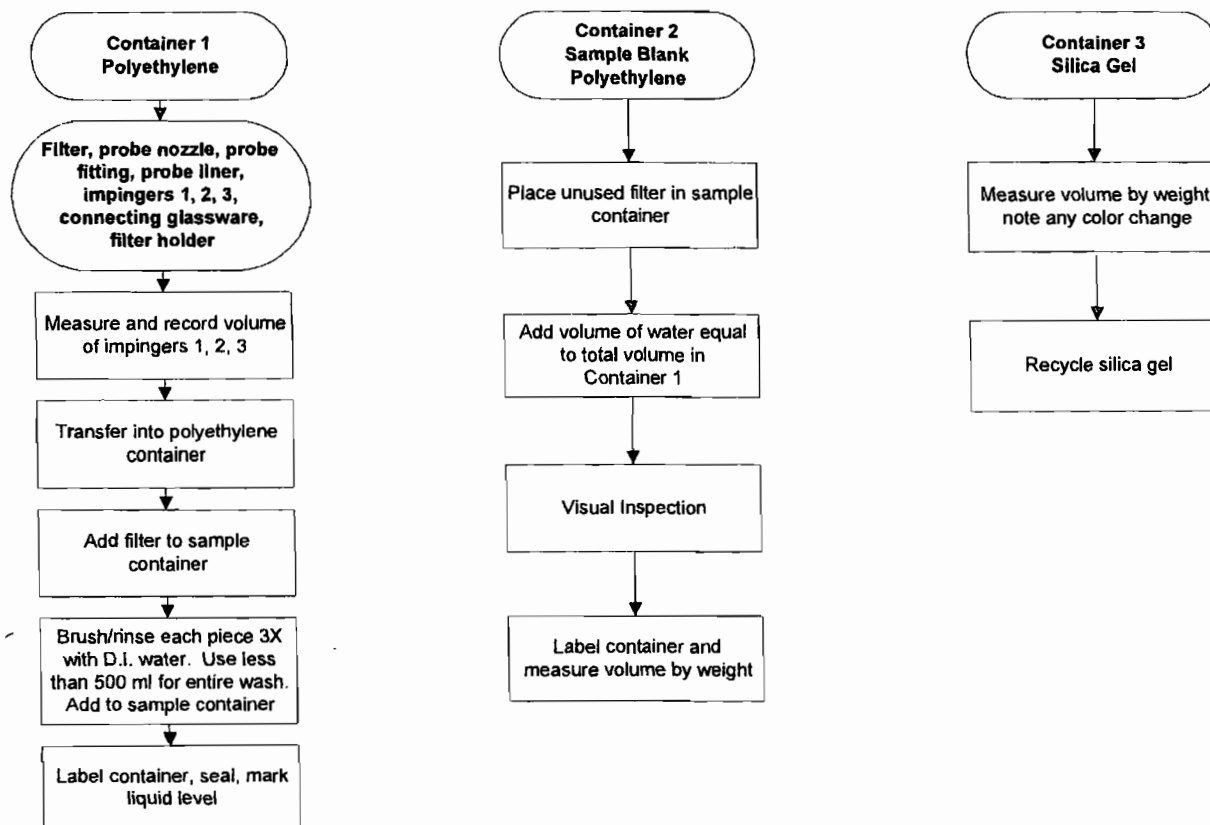 Container 1
Polyethylene
Filter, probe nozzle, probe
fitting, probe liner,
impingers 1, 2, 3,
connecting glassware,
filter holder
Measure and record volume
of impingers 1, 2, 3
Transfer into polyethylene
container
Add filter to sample
container
Brush/rinse each piece 3X
with D.I. water. Use less
than 500 ml for entire wash.
Add to sample container
Label container, seal, mark
liquid level
Container 2
Sample Blank
Polyethylene
Place unused filter in sample
container
Add volume of water equal
to total volume in
Container 1
Visual Inspection
Label container and
measure volume by weight
Container 3
Silica Gel
Measure volume by weight
note any color change
Recycle silica gel